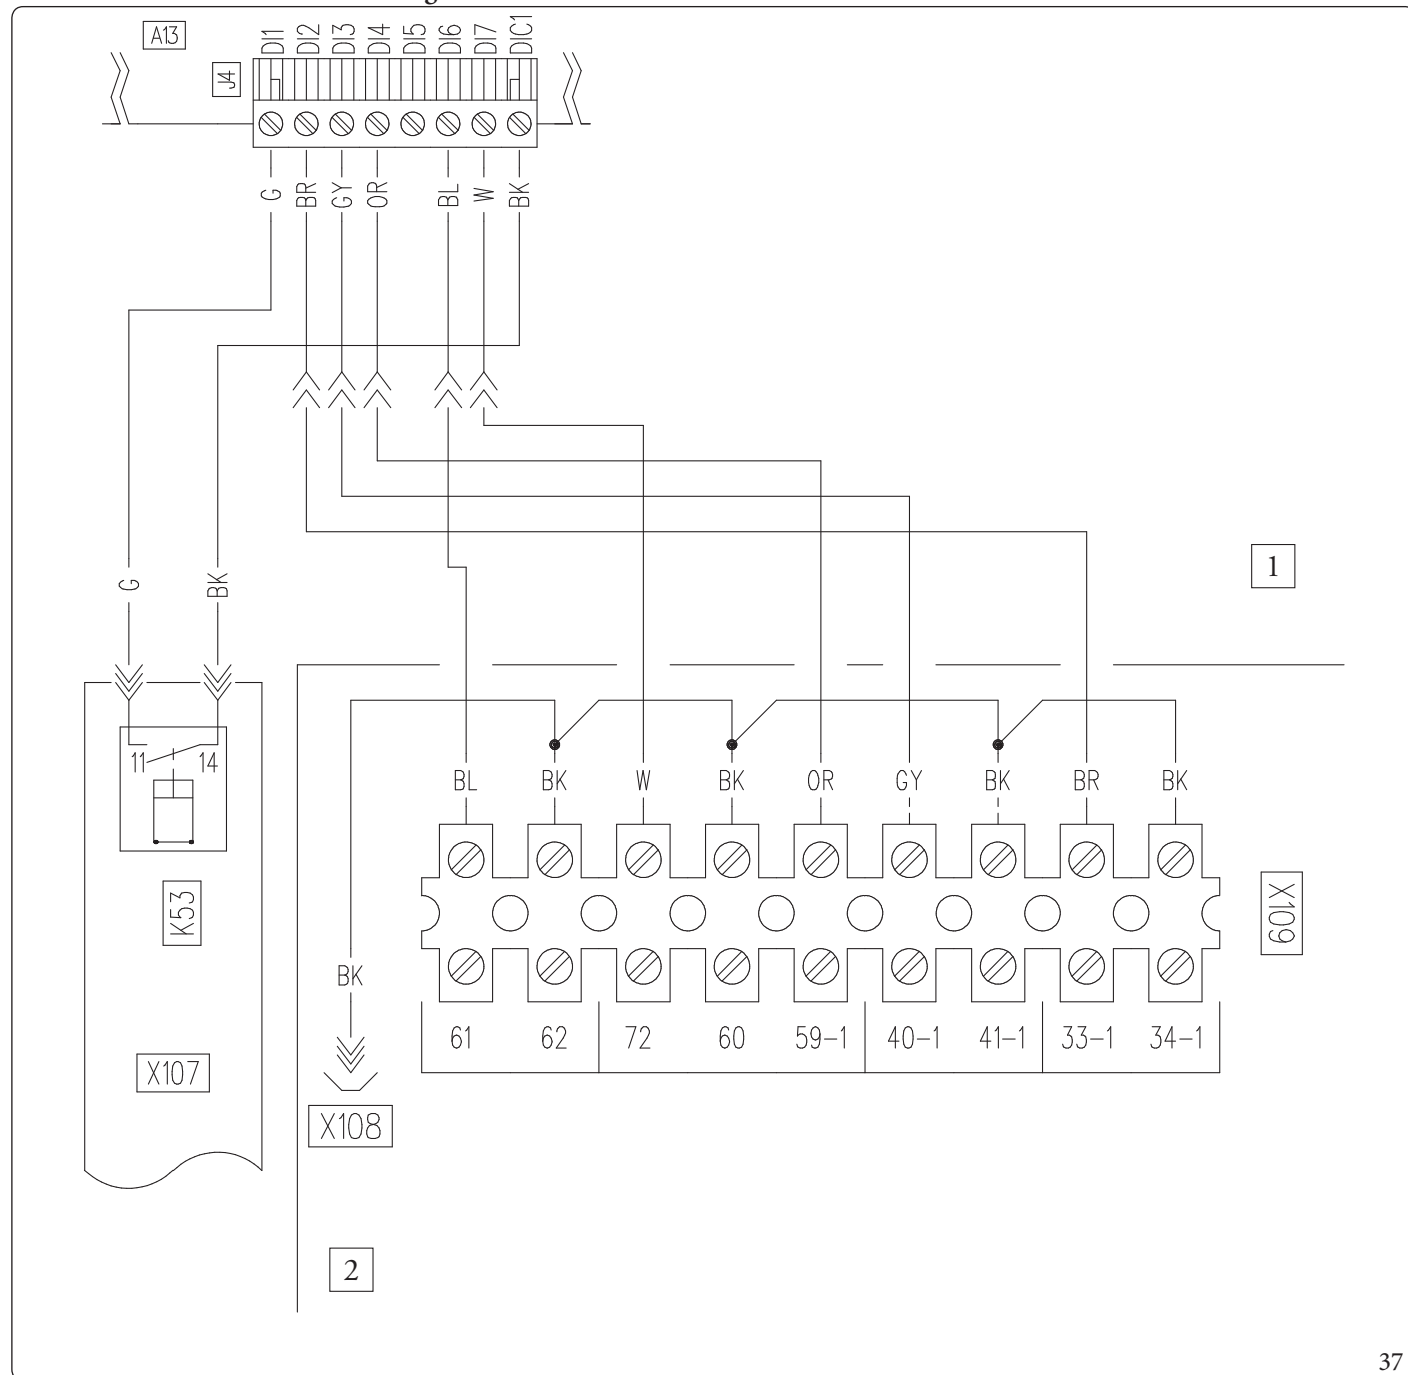 g
A13
J4
DI1 DI2 DI3 DI4 DI5 DI6 DI7 DIC1
G BR GY OR BL W BK
G BK
1
11 14
BL BK W BK OR GY BK BR BK
K53
X109
BK
61 62 72 60 59-1 40-1 41-1 33-1 34-1
X107
X108
2
37